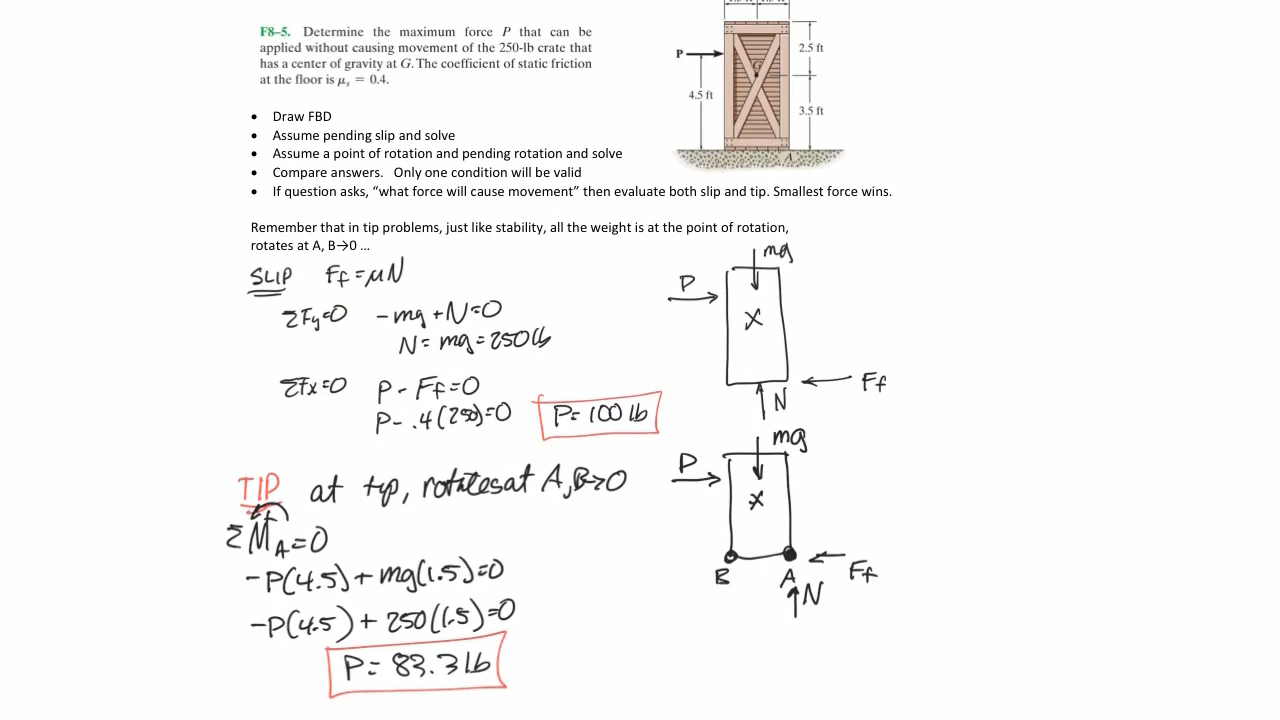 F8–5. Determine the maximum force P that can be
applied without causing movement of the 250-lb crate that
has a center of gravity at G. The coefficient of static friction
at the floor is μs = 0.4.
P
G
2.5 ft
4.5 ft
3.5 ft
A
• Draw FBD
• Assume pending slip and solve
• Assume a point of rotation and pending rotation and solve
• Compare answers. Only one condition will be valid
• If question asks, “what force will cause movement” then evaluate both slip and tip. Smallest force wins.
Remember that in tip problems, just like stability, all the weight is at the point of rotation,
rotates at A, B→0 …
SLIP Ff = μN
ΣFy=0 -mg + N = 0
N = mg = 250 lb
ΣFx=0 P - Ff = 0
P - .4(250) = 0 P = 100 lb
mg
P
X
Ff
N
TIP at tip, rotates at A, B→0
ΣMA = 0
-P(4.5) + mg(1.5) = 0
-P(4.5) + 250(1.5) = 0
P = 83.3 lb
mg
P
X
B A Ff
N